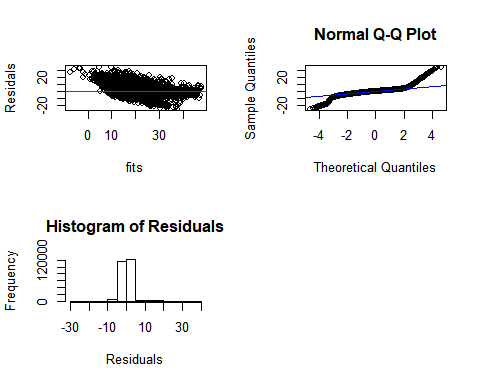 Residals
20
-20
0
10
30
fits
Normal Q-Q Plot
Sample Quantiles
20
-20
-4
-2
0
2
4
Theoretical Quantiles
Histogram of Residuals
Frequency
120000
0
-30
-10
10
30
Residuals